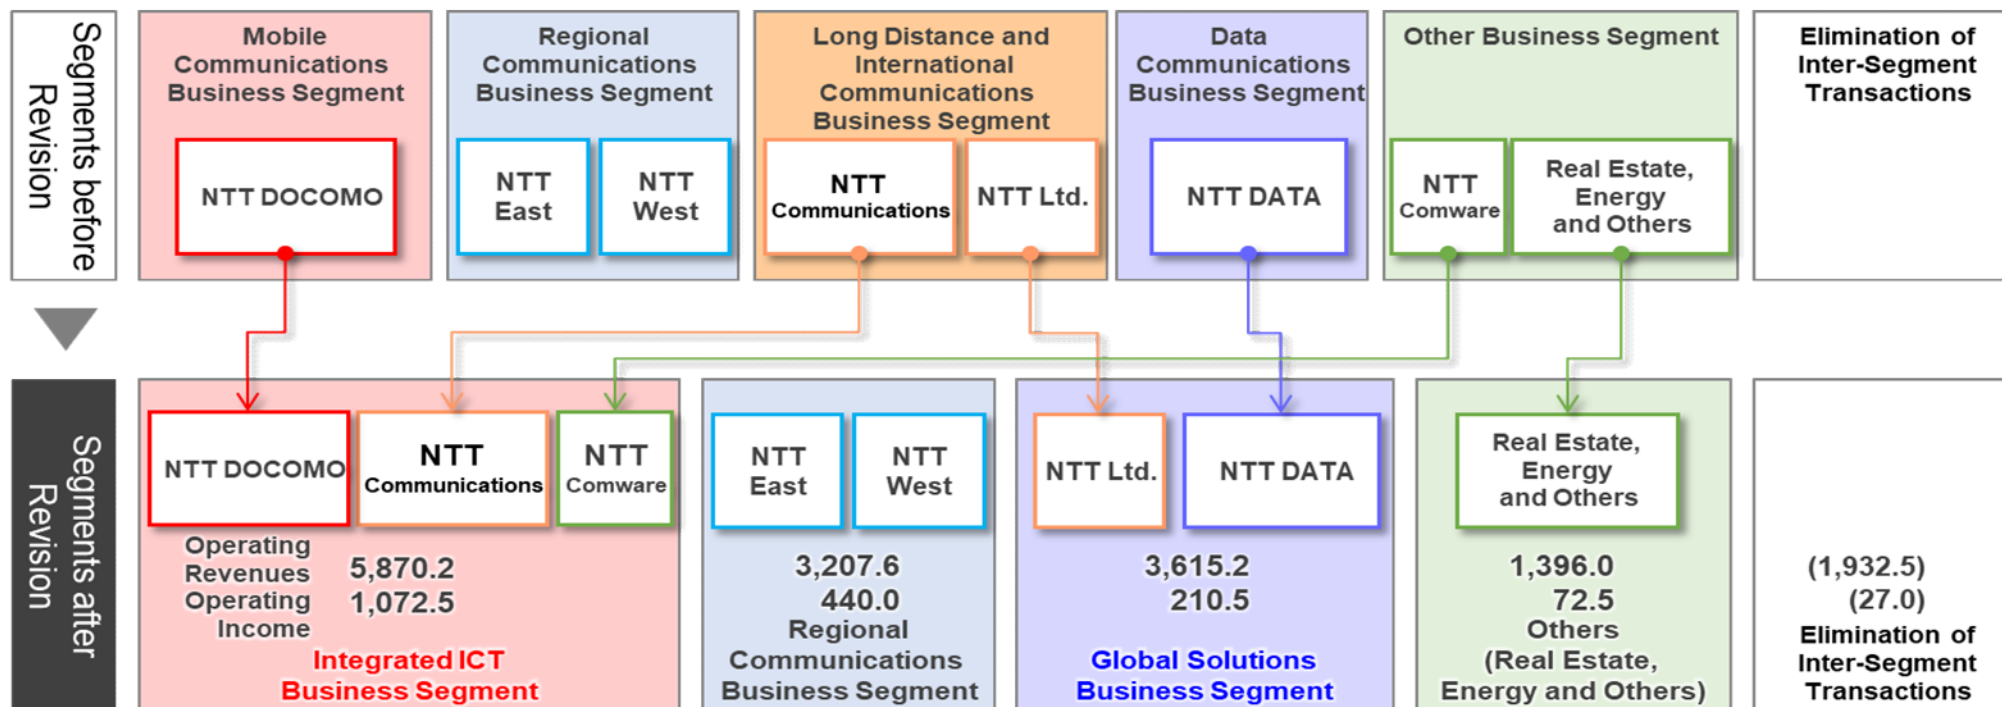 Segments before
Revision
Mobile
Communications
Business Segment
NTT DOCOMO
Regional
Communications
Business Segment
NTT
East
NTT
West
Long Distance and
International
Communications
Business Segment
NTT
Communications
NTT Ltd.
Data
Communications
Business Segment
NTT DATA
Other Business Segment
NTT
Comware
Real Estate,
Energy
and Others
Elimination of
Inter-Segment
Transactions
Segments after
Revision
NTT DOCOMO
NTT
Communications
NTT
Comware
Operating
Revenues
5,870.2
Operating
Income
1,072.5
Integrated ICT
Business Segment
NTT
East
NTT
West
3,207.6
440.0
Regional
Communications
Business Segment
NTT Ltd.
NTT DATA
3,615.2
210.5
Global Solutions
Business Segment
Real Estate,
Energy
and Others
1,396.0
72.5
Others
(Real Estate,
Energy and Others)
(1,932.5)
(27.0)
Elimination of
Inter-Segment
Transactions